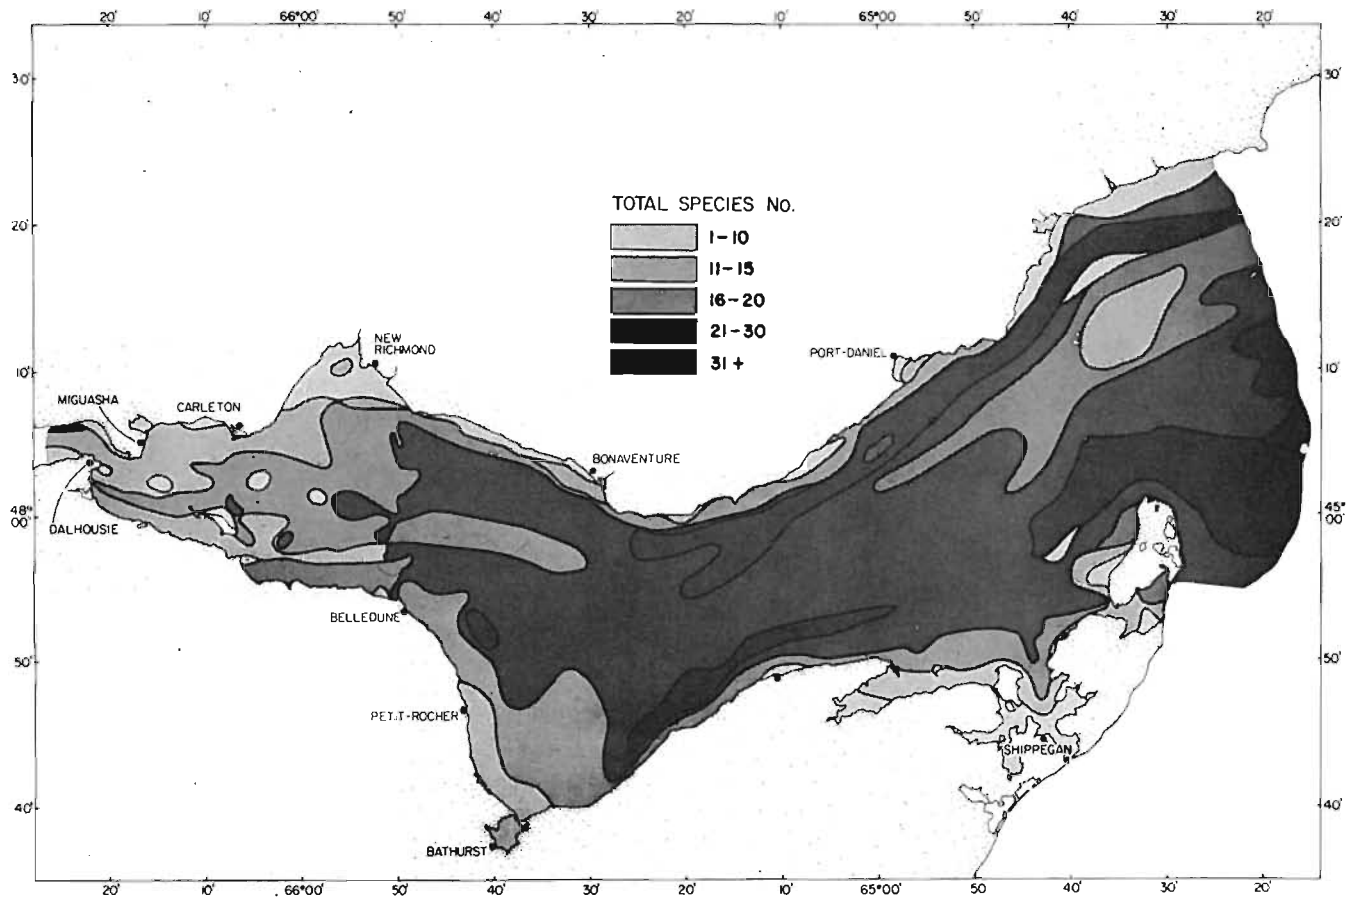 20' 10' 66°00' 50' 40' 30' 20' 10' 65°00' 50' 40' 30' 20'
30' 30'
TOTAL SPECIES No.
1-10
20' 20'
11-15
16-20
21-30
31+
NEW
RICHMOND
PORT-DANIEL
10' 10'
MIGUASHA
CARLETON
BONAVENTURE
48°
00'
45°
00'
DALHOUSIE
BELLEDUNE
50' 50'
PETIT-ROCHER
SHIPPEGAN
40' 40'
BATHURST
20' 10' 66°00' 50' 40' 30' 20' 10' 65°00' 50' 40' 30' 20'